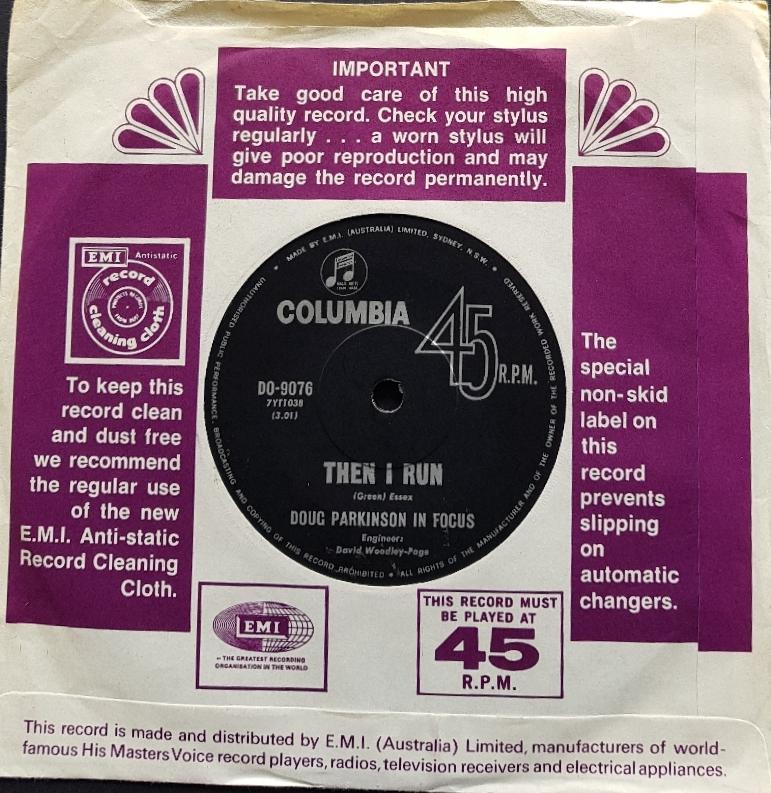 IMPORTANT
Take good care of this high
quality record. Check your stylus
regularly . . . a worn stylus will
give poor reproduction and may
damage the record permanently.
EMI Antistatic
record
cleaning cloth
To keep this
record clean
and dust free
we recommend
the regular use
of the new
E.M.I. Anti-static
Record Cleaning
Cloth.
MADE BY E.M.I. (AUSTRALIA) LIMITED, SYDNEY, N.S.W. •
ALL RIGHTS OF THE MANUFACTURER AND OF THE OWNER OF THE RECORDED WORK RESERVED
UNAUTHORISED PUBLIC PERFORMANCE, BROADCASTING AND COPYING OF THIS RECORD PROHIBITED •
COLUMBIA
45
R.P.M.
DO-9076
7YT1038
(3.01)
THEN I RUN
(Green) Essex
DOUG PARKINSON IN FOCUS
Engineer:
David Woodley-Page
The
special
non-skid
label on
this
record
prevents
slipping
on
automatic
changers.
EMI
THE GREATEST RECORDING
ORGANISATION IN THE WORLD
THIS RECORD MUST
BE PLAYED AT
45
R.P.M.
This record is made and distributed by E.M.I. (Australia) Limited, manufacturers of world-
famous His Masters Voice record players, radios, television receivers and electrical appliances.